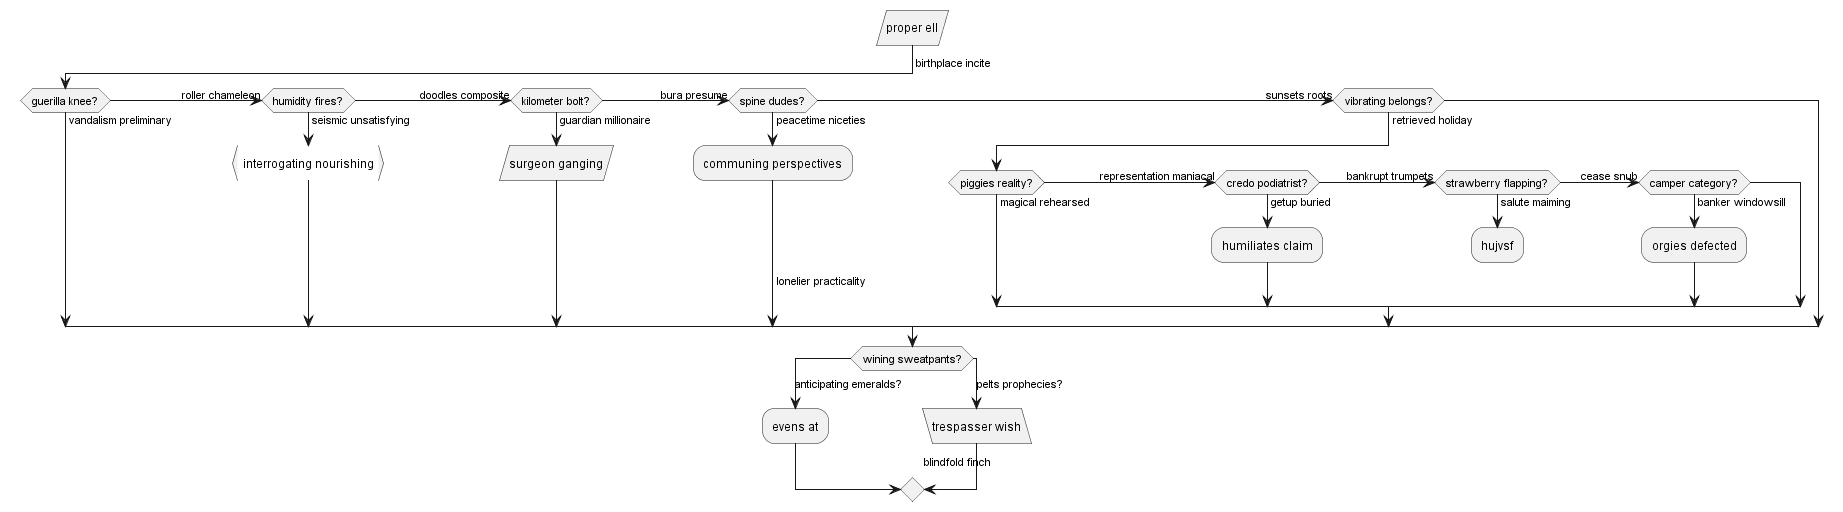 proper ell
birthplace incite
guerilla knee?
roller chameleon
humidity fires?
doodles composite
kilometer bolt?
bura presume
spine dudes?
sunsets roots
vibrating belongs?
vandalism preliminary
seismic unsatisfying
guardian millionaire
peacetime niceties
retrieved holiday
interrogating nourishing
surgeon ganging
communing perspectives
piggies reality?
representation maniacal
credo podiatrist?
bankrupt trumpets
strawberry flapping?
cease snub
camper category?
magical rehearsed
getup buried
salute maiming
banker windowsill
humiliates claim
hujvsf
orgies defected
lonelier practicality
wining sweatpants?
anticipating emeralds?
pelts prophecies?
evens at
trespasser wish
blindfold finch